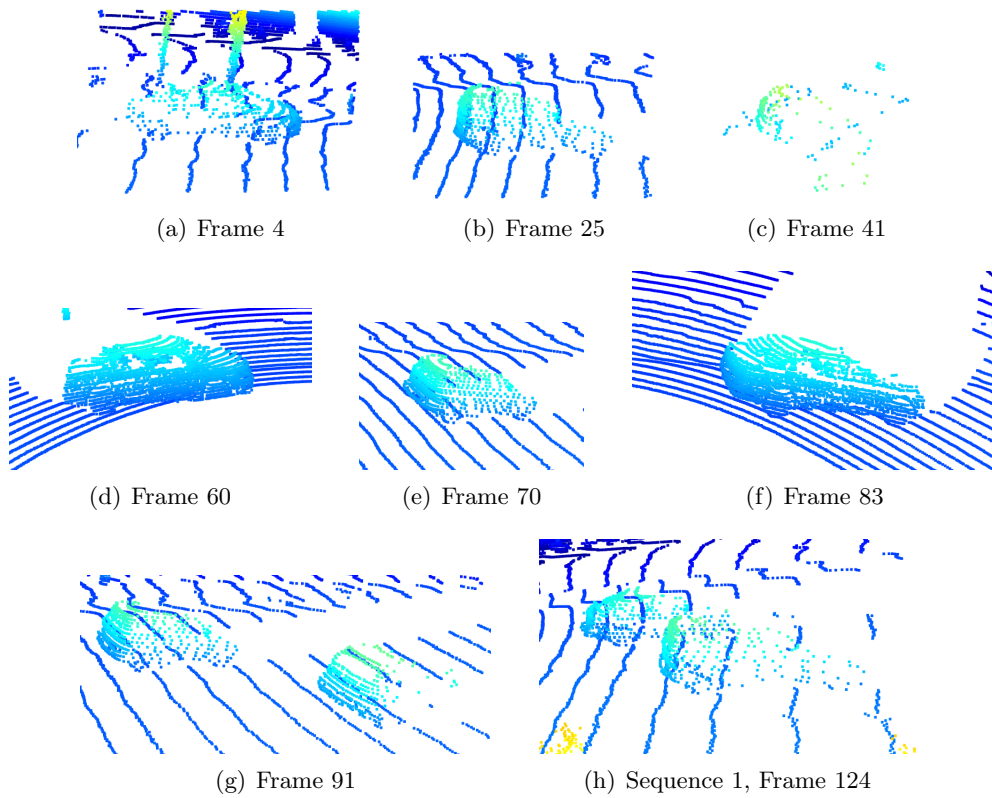 (a) Frame 4
(b) Frame 25
(c) Frame 41
(d) Frame 60
(e) Frame 70
(f) Frame 83
(g) Frame 91
(h) Sequence 1, Frame 124